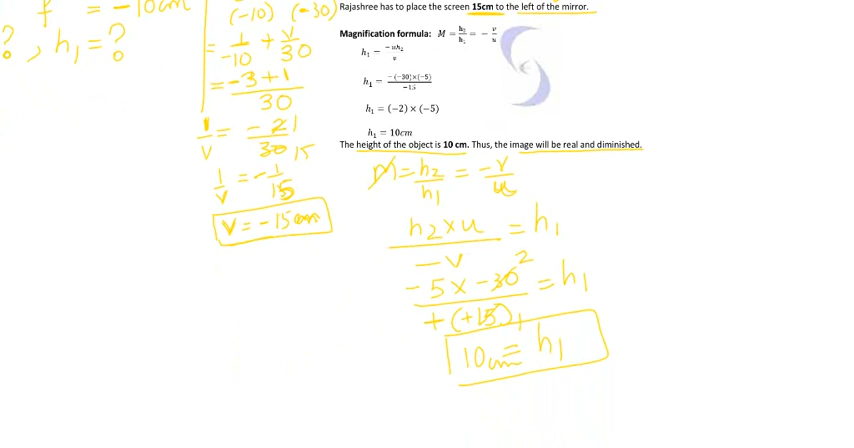 f = -10cm
? , h₁ = ?
(-10) (-30)
= 1/-10 + v/30
= -3+1/30
1/v = -21/30 15
1/v = -1/15
v = -15cm
Rajashree has to place the screen 15cm to the left of the mirror.
Magnification formula: M = h₂/h₁ = - v/u
h₁ = -uh₂/v
h₁ = -(-30)×(-5)/-15
h₁ = (-2) × (-5)
h₁ = 10cm
The height of the object is 10 cm. Thus, the image will be real and diminished.
M = h₂/h₁ = -v/u
h₂ × u/-v = h₁
-5 × -30 2/+(+15) 1 = h₁
10cm = h₁